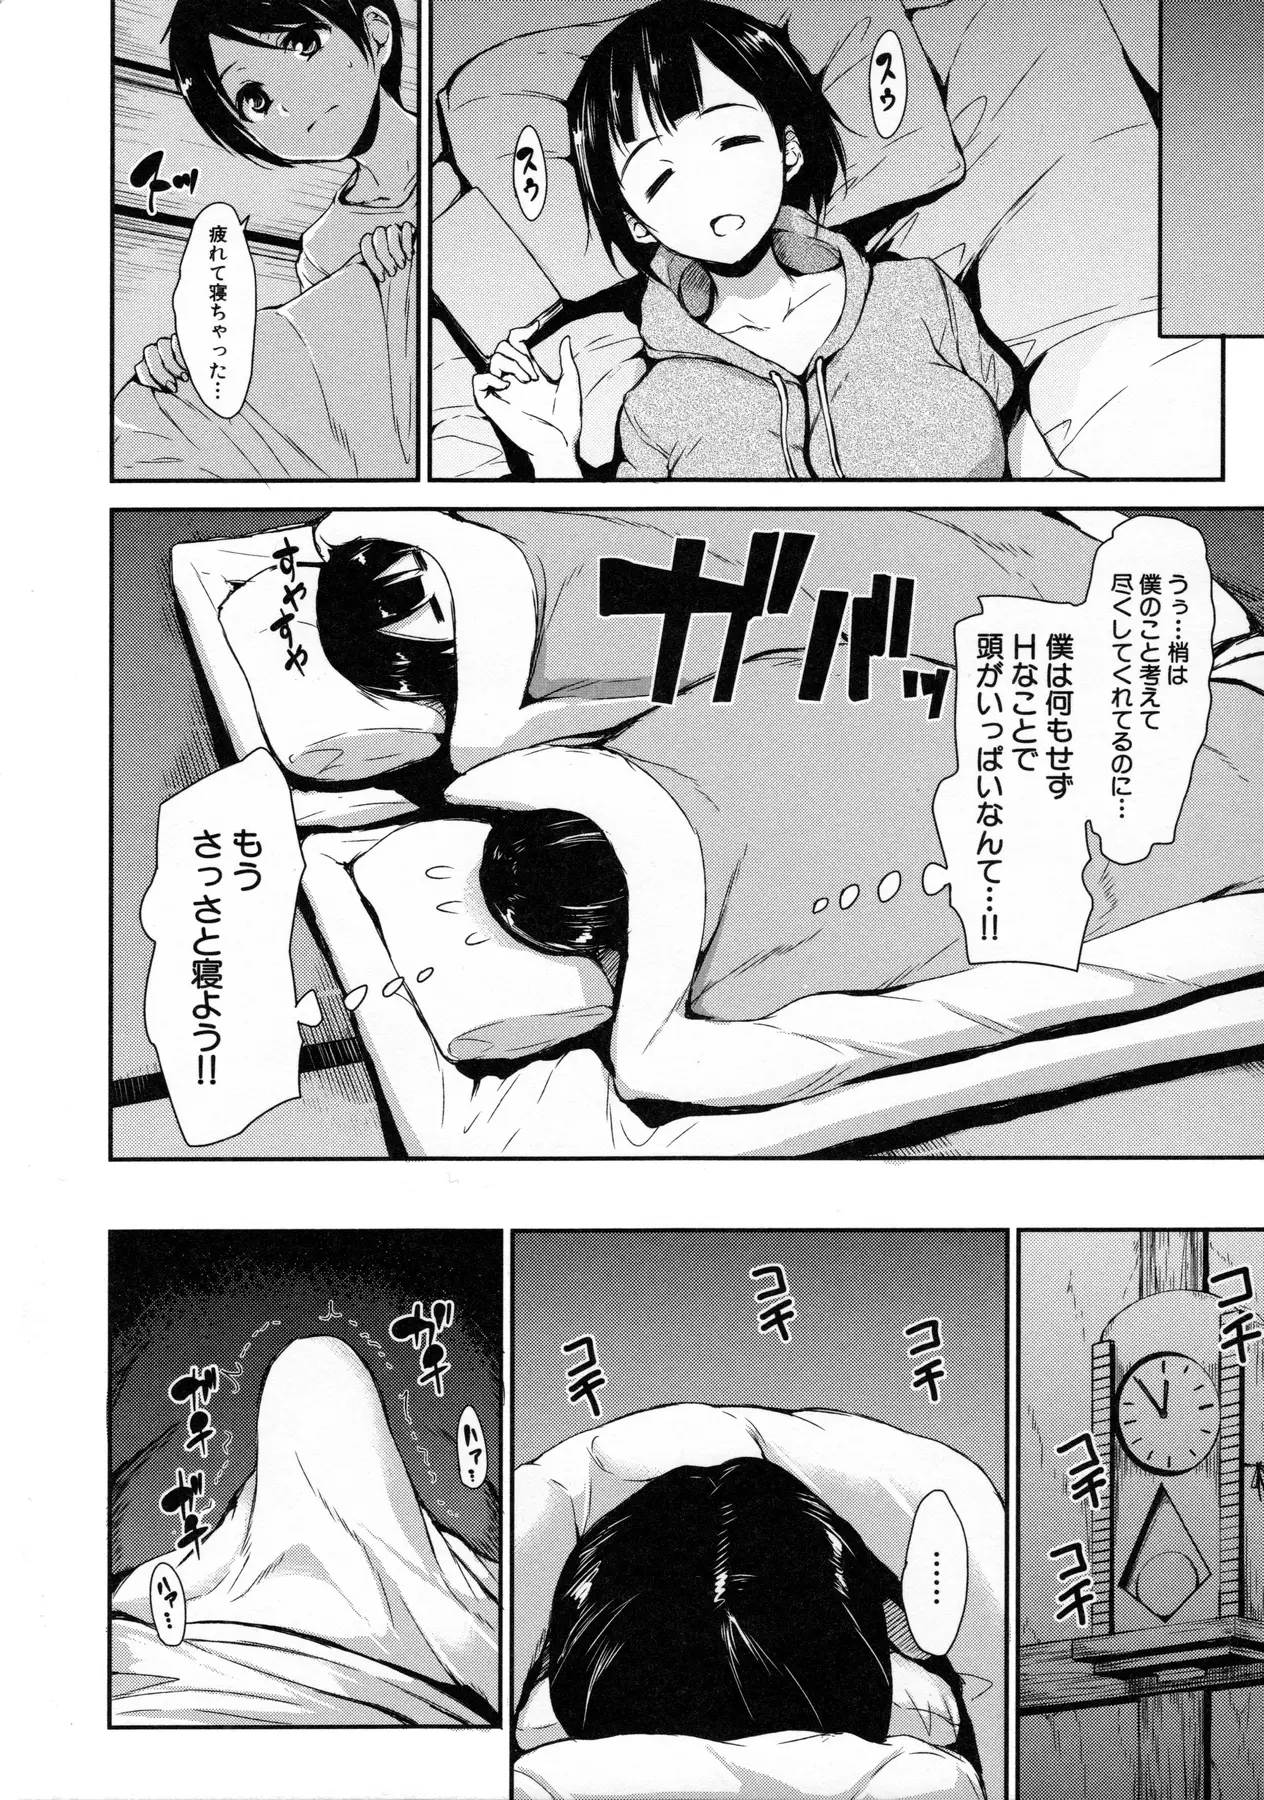 スゥ
スゥ
トッ
疲れて寝ちゃった…
うぅ…梢は
僕のこと考えて
尽くしてくれてるのに…
僕は何もせず
Hなことで
頭がいっぱいなんて…!!
ガバッ
すやすや
もう
さっさと寝よう!!
コチ
コチ
コチ
コチ
コチ
コチ
……
ガチ
ガチ
ガチ
ハァ…
ハァ…